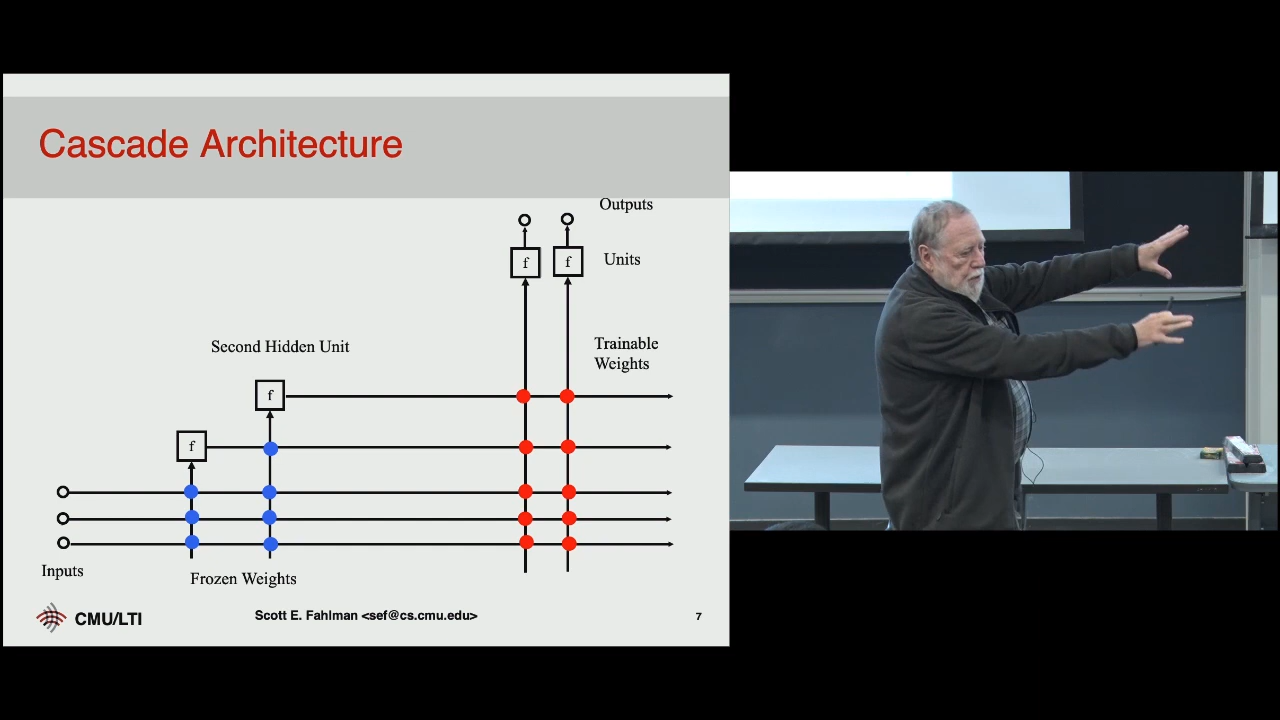 Cascade Architecture
Outputs
f
f
Units
Second Hidden Unit
Trainable
Weights
f
f
Inputs
Frozen Weights
CMU/LTI
Scott E. Fahlman <sef@cs.cmu.edu>
7